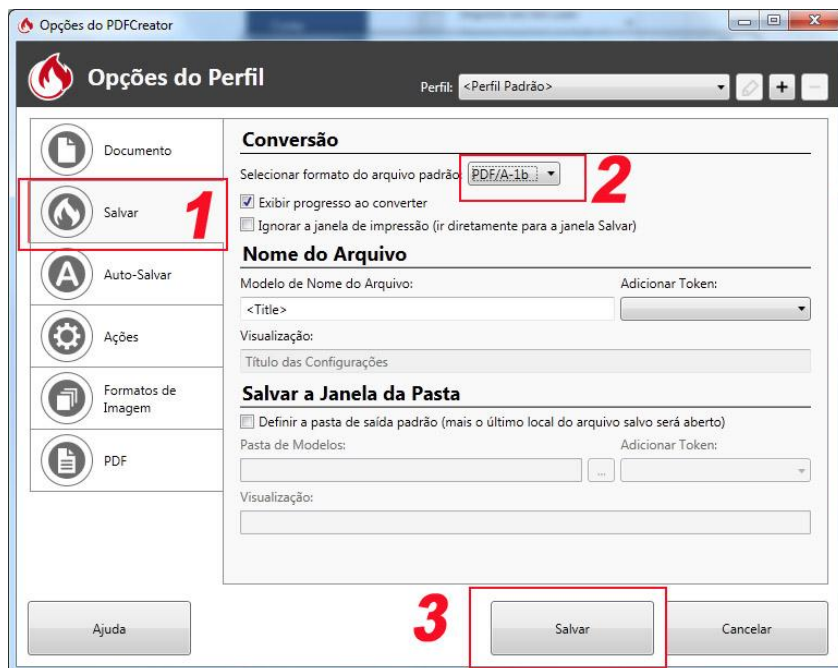 Opções do PDFCreator
Opções do Perfil
Perfil: <Perfil Padrão>
Documento
Salvar
1
Auto-Salvar
Ações
Formatos de
Imagem
PDF
Conversão
Selecionar formato do arquivo padrão PDF/A-1b
2
Exibir progresso ao converter
Ignorar a janela de impressão (ir diretamente para a janela Salvar)
Nome do Arquivo
Modelo de Nome do Arquivo: Adicionar Token:
<Title>
Visualização:
Título das Configurações
Salvar a Janela da Pasta
Definir a pasta de saída padrão (mais o último local do arquivo salvo será aberto)
Pasta de Modelos: Adicionar Token:
...
Visualização:
Ajuda
3
Salvar
Cancelar